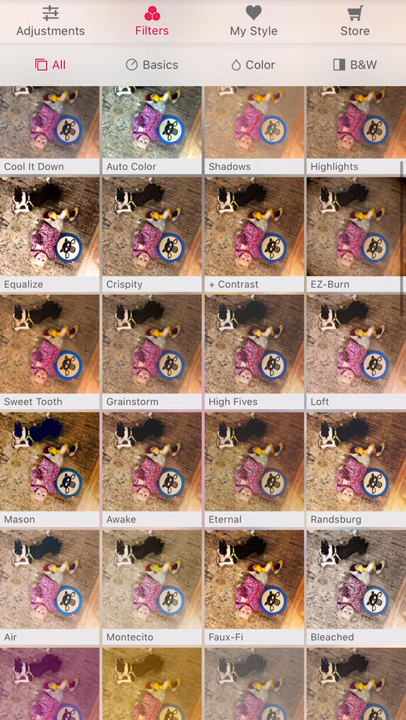 Adjustments
Filters
My Style
Store
All
Basics
Color
B&W
Cool It Down
Auto Color
Shadows
Highlights
Equalize
Crispity
+ Contrast
EZ-Burn
Sweet Tooth
Grainstorm
High Fives
Loft
Mason
Awake
Eternal
Randsburg
Air
Montecito
Faux-Fi
Bleached